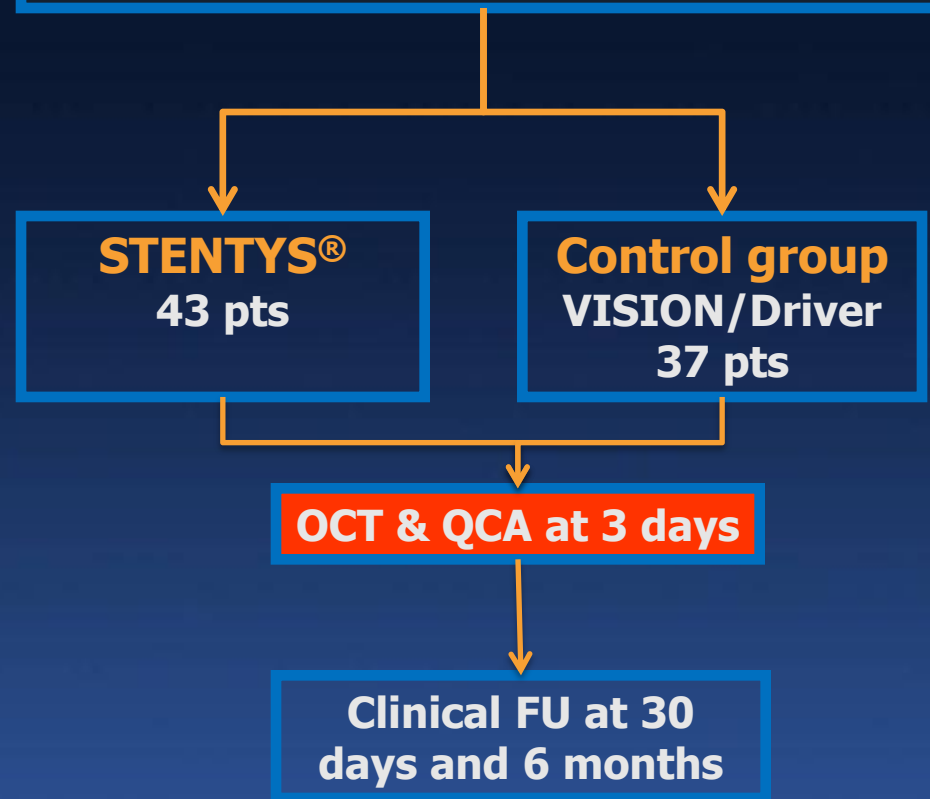 STENTYS®
43 pts
Control group
VISION/Driver
37 pts
OCT & QCA at 3 days
Clinical FU at 30
days and 6 months